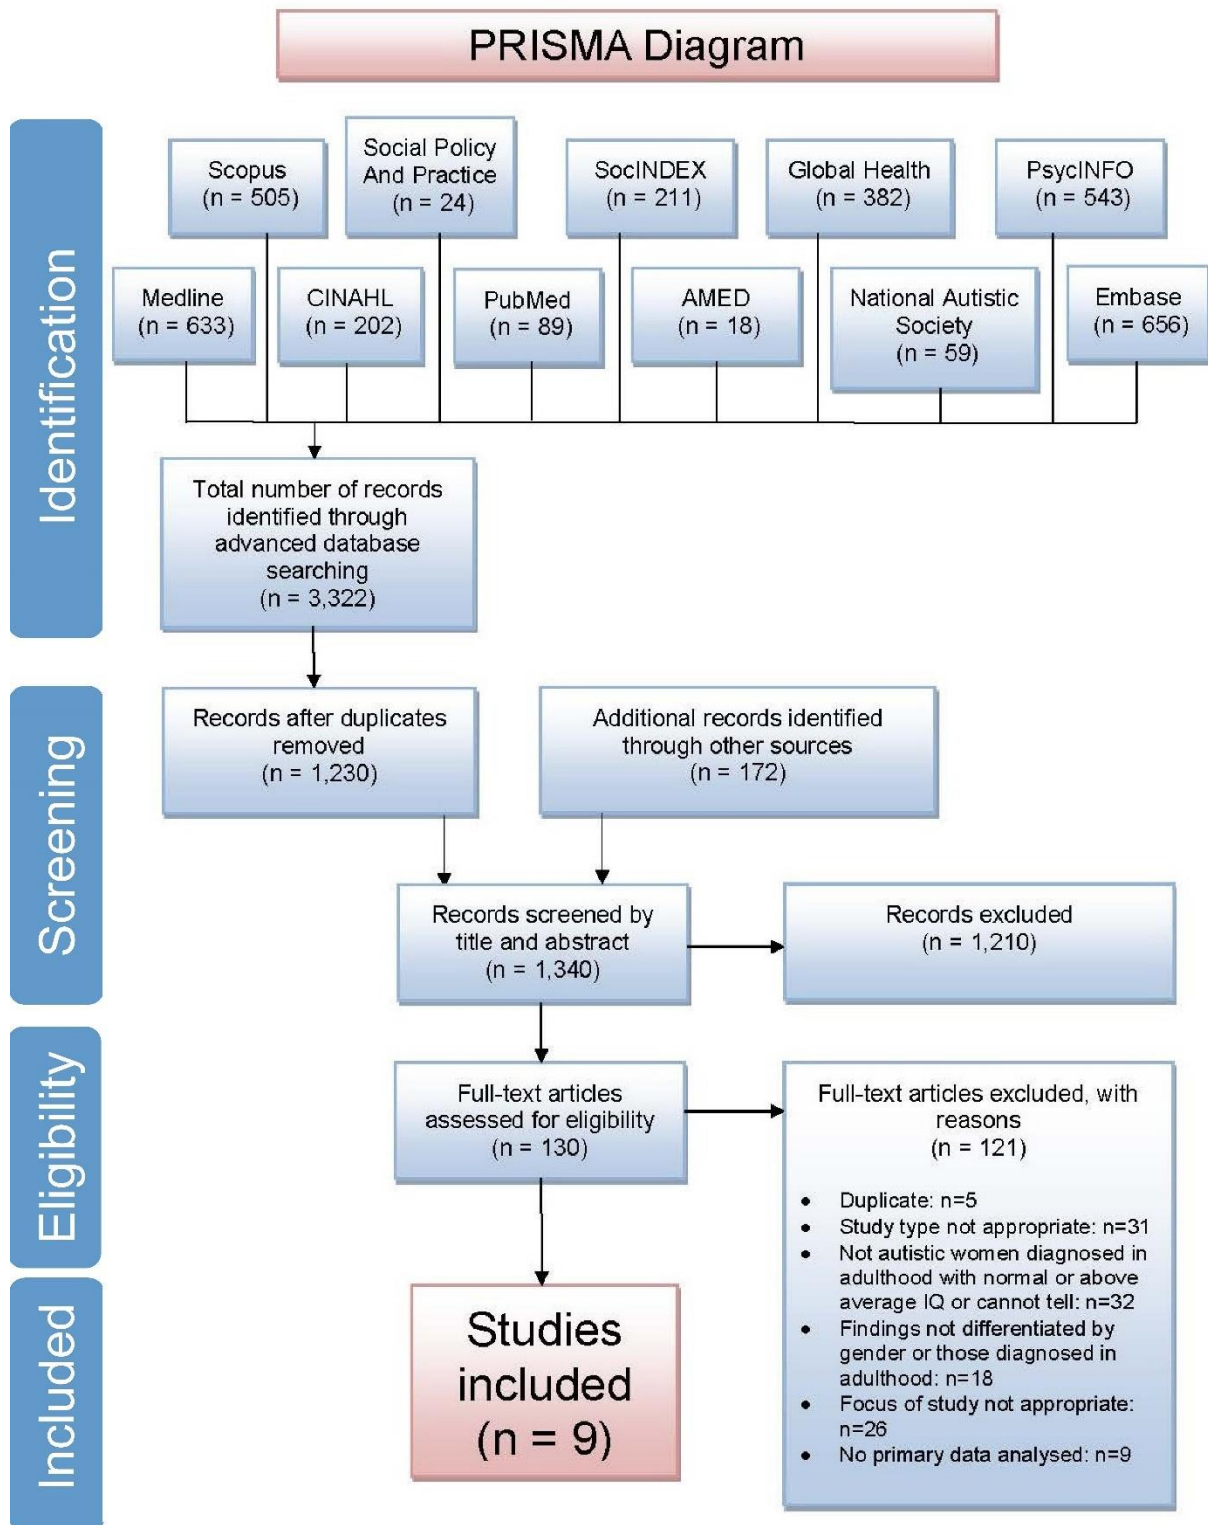 PRISMA Diagram
Identification
Scopus
(n = 505)
Social Policy
And Practice
(n = 24)
SocINDEX
(n = 211)
Global Health
(n = 382)
PsycINFO
(n = 543)
Medline
(n = 633)
CINAHL
(n = 202)
PubMed
(n = 89)
AMED
(n = 18)
National Autistic
Society
(n = 59)
Embase
(n = 656)
Total number of records
identified through
advanced database
searching
(n = 3,322)
Screening
Records after duplicates
removed
(n = 1,230)
Additional records identified
through other sources
(n = 172)
Records screened by
title and abstract
(n = 1,340)
Records excluded
(n = 1,210)
Eligibility
Full-text articles
assessed for eligibility
(n = 130)
Full-text articles excluded, with
reasons
(n = 121)
• Duplicate: n=5
• Study type not appropriate: n=31
• Not autistic women diagnosed in
adulthood with normal or above
average IQ or cannot tell: n=32
• Findings not differentiated by
gender or those diagnosed in
adulthood: n=18
• Focus of study not appropriate:
n=26
• No primary data analysed: n=9
Included
Studies
included
(n = 9)